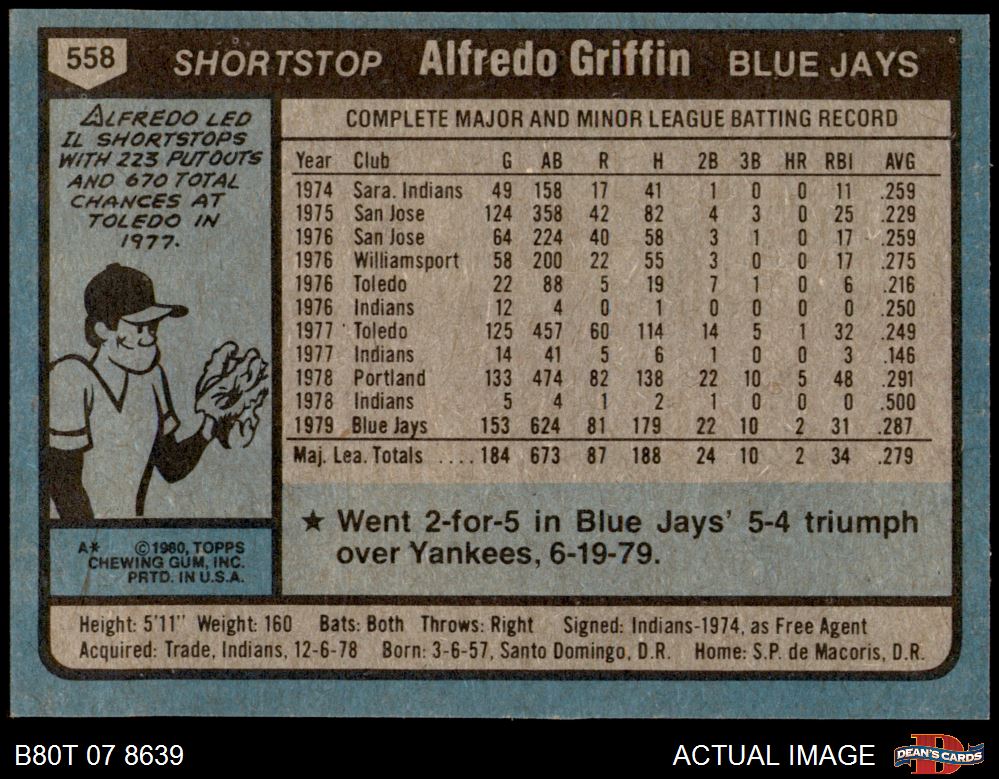 558 SHORTSTOP Alfredo Griffin BLUE JAYS
ALFREDO LED
IL SHORTSTOPS
WITH 223 PUTOUTS
AND 670 TOTAL
CHANCES AT
TOLEDO IN
1977.
COMPLETE MAJOR AND MINOR LEAGUE BATTING RECORD
Year Club G AB R H 2B 3B HR RBI AVG
1974 Sara. Indians 49 158 17 41 1 0 0 11 .259
1975 San Jose 124 358 42 82 4 3 0 25 .229
1976 San Jose 64 224 40 58 3 1 0 17 .259
1976 Williamsport 58 200 22 55 3 0 0 17 .275
1976 Toledo 22 88 5 19 7 1 0 6 .216
1976 Indians 12 4 0 1 0 0 0 0 .250
1977 Toledo 125 457 60 114 14 5 1 32 .249
1977 Indians 14 41 5 6 1 0 0 3 .146
1978 Portland 133 474 82 138 22 10 5 48 .291
1978 Indians 5 4 1 2 1 0 0 0 .500
1979 Blue Jays 153 624 81 179 22 10 2 31 .287
Maj. Lea. Totals .... 184 673 87 188 24 10 2 34 .279
★ Went 2-for-5 in Blue Jays' 5-4 triumph
over Yankees, 6-19-79.
A* ©1980, TOPPS
CHEWING GUM, INC.
PRTD. IN U.S.A.
Height: 5'11" Weight: 160 Bats: Both Throws: Right Signed: Indians-1974, as Free Agent
Acquired: Trade, Indians, 12-6-78 Born: 3-6-57, Santo Domingo, D.R. Home: S.P. de Macoris, D.R.
B80T 07 8639 ACTUAL IMAGE DEAN'S CARDS